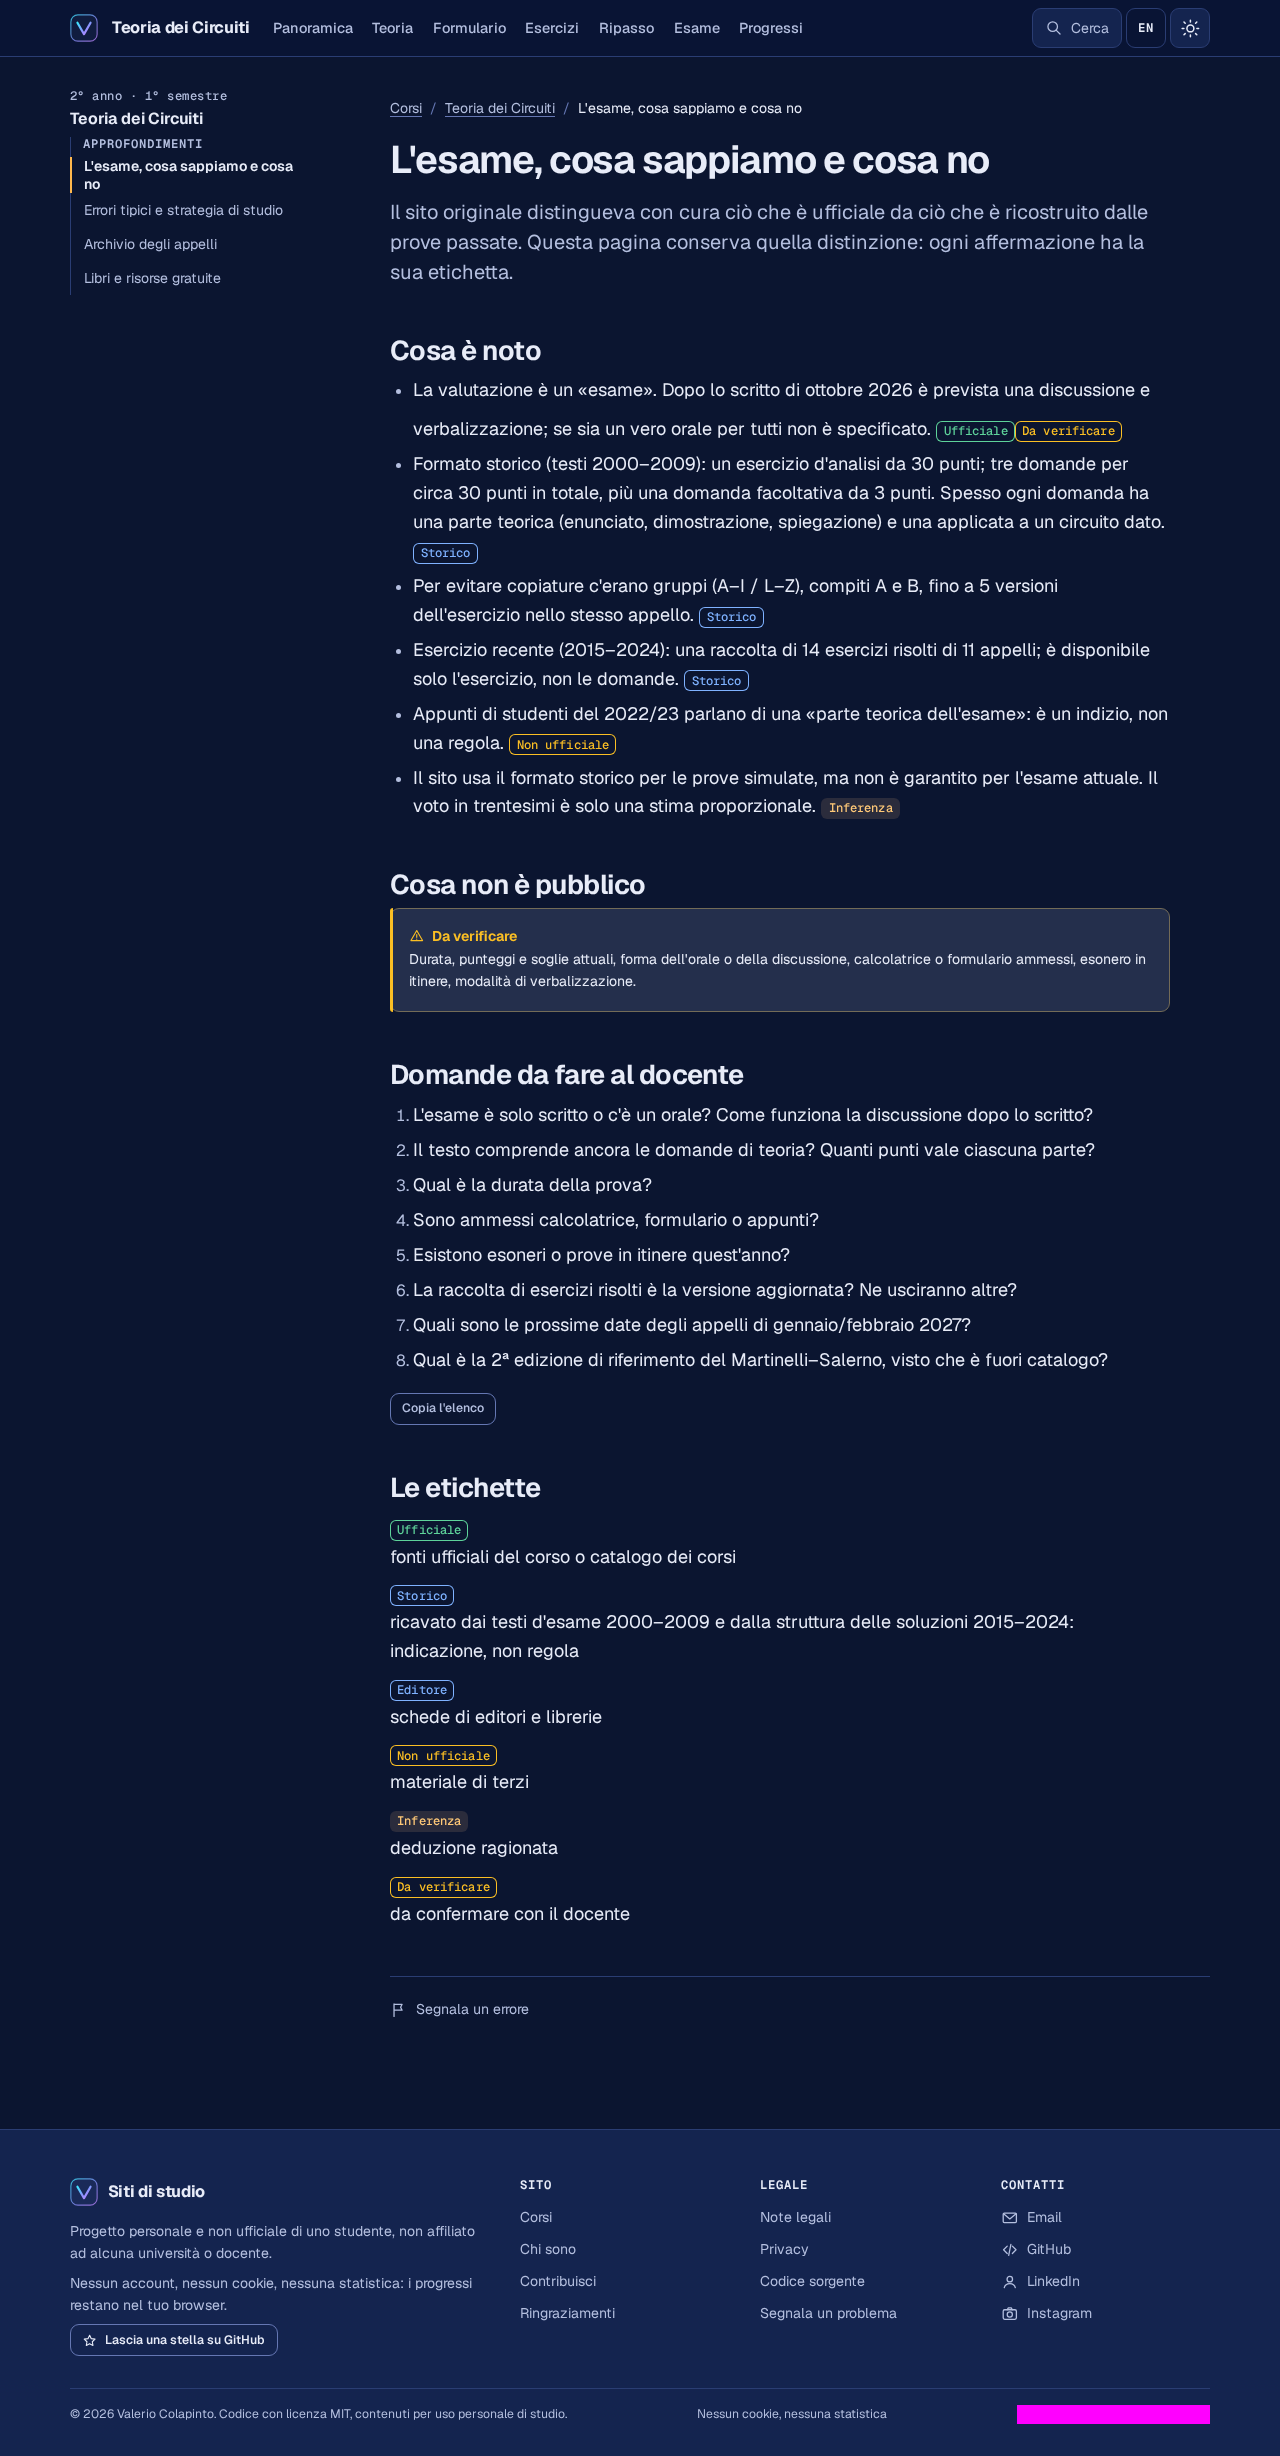 Teoria dei Circuiti
Panoramica
Teoria
Formulario
Esercizi
Ripasso
Esame
Progressi
Cerca
EN
2º anno · 1º semestre
Teoria dei Circuiti
APPROFONDIMENTI
L'esame, cosa sappiamo e cosa
no
Errori tipici e strategia di studio
Archivio degli appelli
Libri e risorse gratuite
Corsi / Teoria dei Circuiti / L'esame, cosa sappiamo e cosa no
L'esame, cosa sappiamo e cosa no
Il sito originale distingueva con cura ciò che è ufficiale da ciò che è ricostruito dalle
prove passate. Questa pagina conserva quella distinzione: ogni affermazione ha la
sua etichetta.
Cosa è noto
• La valutazione è un «esame». Dopo lo scritto di ottobre 2026 è prevista una discussione e
verbalizzazione; se sia un vero orale per tutti non è specificato. Ufficiale Da verificare
• Formato storico (testi 2000–2009): un esercizio d'analisi da 30 punti; tre domande per
circa 30 punti in totale, più una domanda facoltativa da 3 punti. Spesso ogni domanda ha
una parte teorica (enunciato, dimostrazione, spiegazione) e una applicata a un circuito dato.
Storico
• Per evitare copiature c'erano gruppi (A–I / L–Z), compiti A e B, fino a 5 versioni
dell'esercizio nello stesso appello. Storico
• Esercizio recente (2015–2024): una raccolta di 14 esercizi risolti di 11 appelli; è disponibile
solo l'esercizio, non le domande. Storico
• Appunti di studenti del 2022/23 parlano di una «parte teorica dell'esame»: è un indizio, non
una regola. Non ufficiale
• Il sito usa il formato storico per le prove simulate, ma non è garantito per l'esame attuale. Il
voto in trentesimi è solo una stima proporzionale. Inferenza
Cosa non è pubblico
Da verificare
Durata, punteggi e soglie attuali, forma dell'orale o della discussione, calcolatrice o formulario ammessi, esonero in
itinere, modalità di verbalizzazione.
Domande da fare al docente
1. L'esame è solo scritto o c'è un orale? Come funziona la discussione dopo lo scritto?
2. Il testo comprende ancora le domande di teoria? Quanti punti vale ciascuna parte?
3. Qual è la durata della prova?
4. Sono ammessi calcolatrice, formulario o appunti?
5. Esistono esoneri o prove in itinere quest'anno?
6. La raccolta di esercizi risolti è la versione aggiornata? Ne usciranno altre?
7. Quali sono le prossime date degli appelli di gennaio/febbraio 2027?
8. Qual è la 2ª edizione di riferimento del Martinelli–Salerno, visto che è fuori catalogo?
Copia l'elenco
Le etichette
Ufficiale
fonti ufficiali del corso o catalogo dei corsi
Storico
ricavato dai testi d'esame 2000–2009 e dalla struttura delle soluzioni 2015–2024:
indicazione, non regola
Editore
schede di editori e librerie
Non ufficiale
materiale di terzi
Inferenza
deduzione ragionata
Da verificare
da confermare con il docente
Segnala un errore
Siti di studio
Progetto personale e non ufficiale di uno studente, non affiliato
ad alcuna università o docente.
Nessun account, nessun cookie, nessuna statistica: i progressi
restano nel tuo browser.
Lascia una stella su GitHub
SITO
Corsi
Chi sono
Contribuisci
Ringraziamenti
LEGALE
Note legali
Privacy
Codice sorgente
Segnala un problema
CONTATTI
Email
GitHub
LinkedIn
Instagram
© 2026 Valerio Colapinto. Codice con licenza MIT, contenuti per uso personale di studio.
Nessun cookie, nessuna statistica